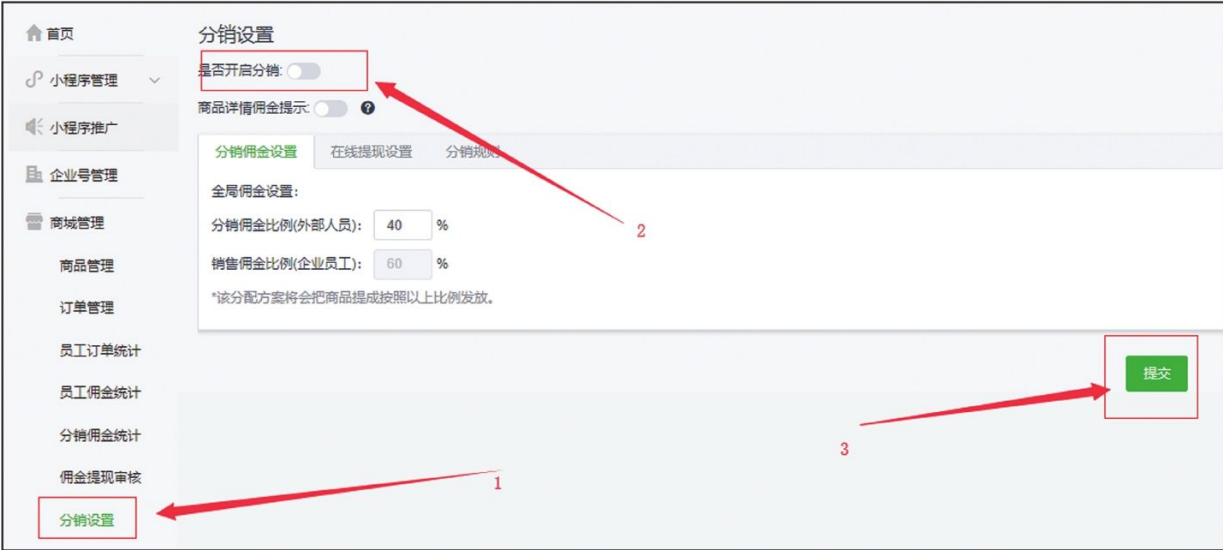 首页
小程序管理
小程序推广
企业号管理
商城管理
商品管理
订单管理
员工订单统计
员工佣金统计
分销佣金统计
佣金提现审核
分销设置
分销设置
是否开启分销:
商品详情佣金提示: ?
分销佣金设置 在线提现设置 分销规则
全局佣金设置:
分销佣金比例(外部人员): 40 %
销售佣金比例(企业员工): 60 %
*该分配方案将会把商品提成按照以上比例发放。
提交
1
2
3